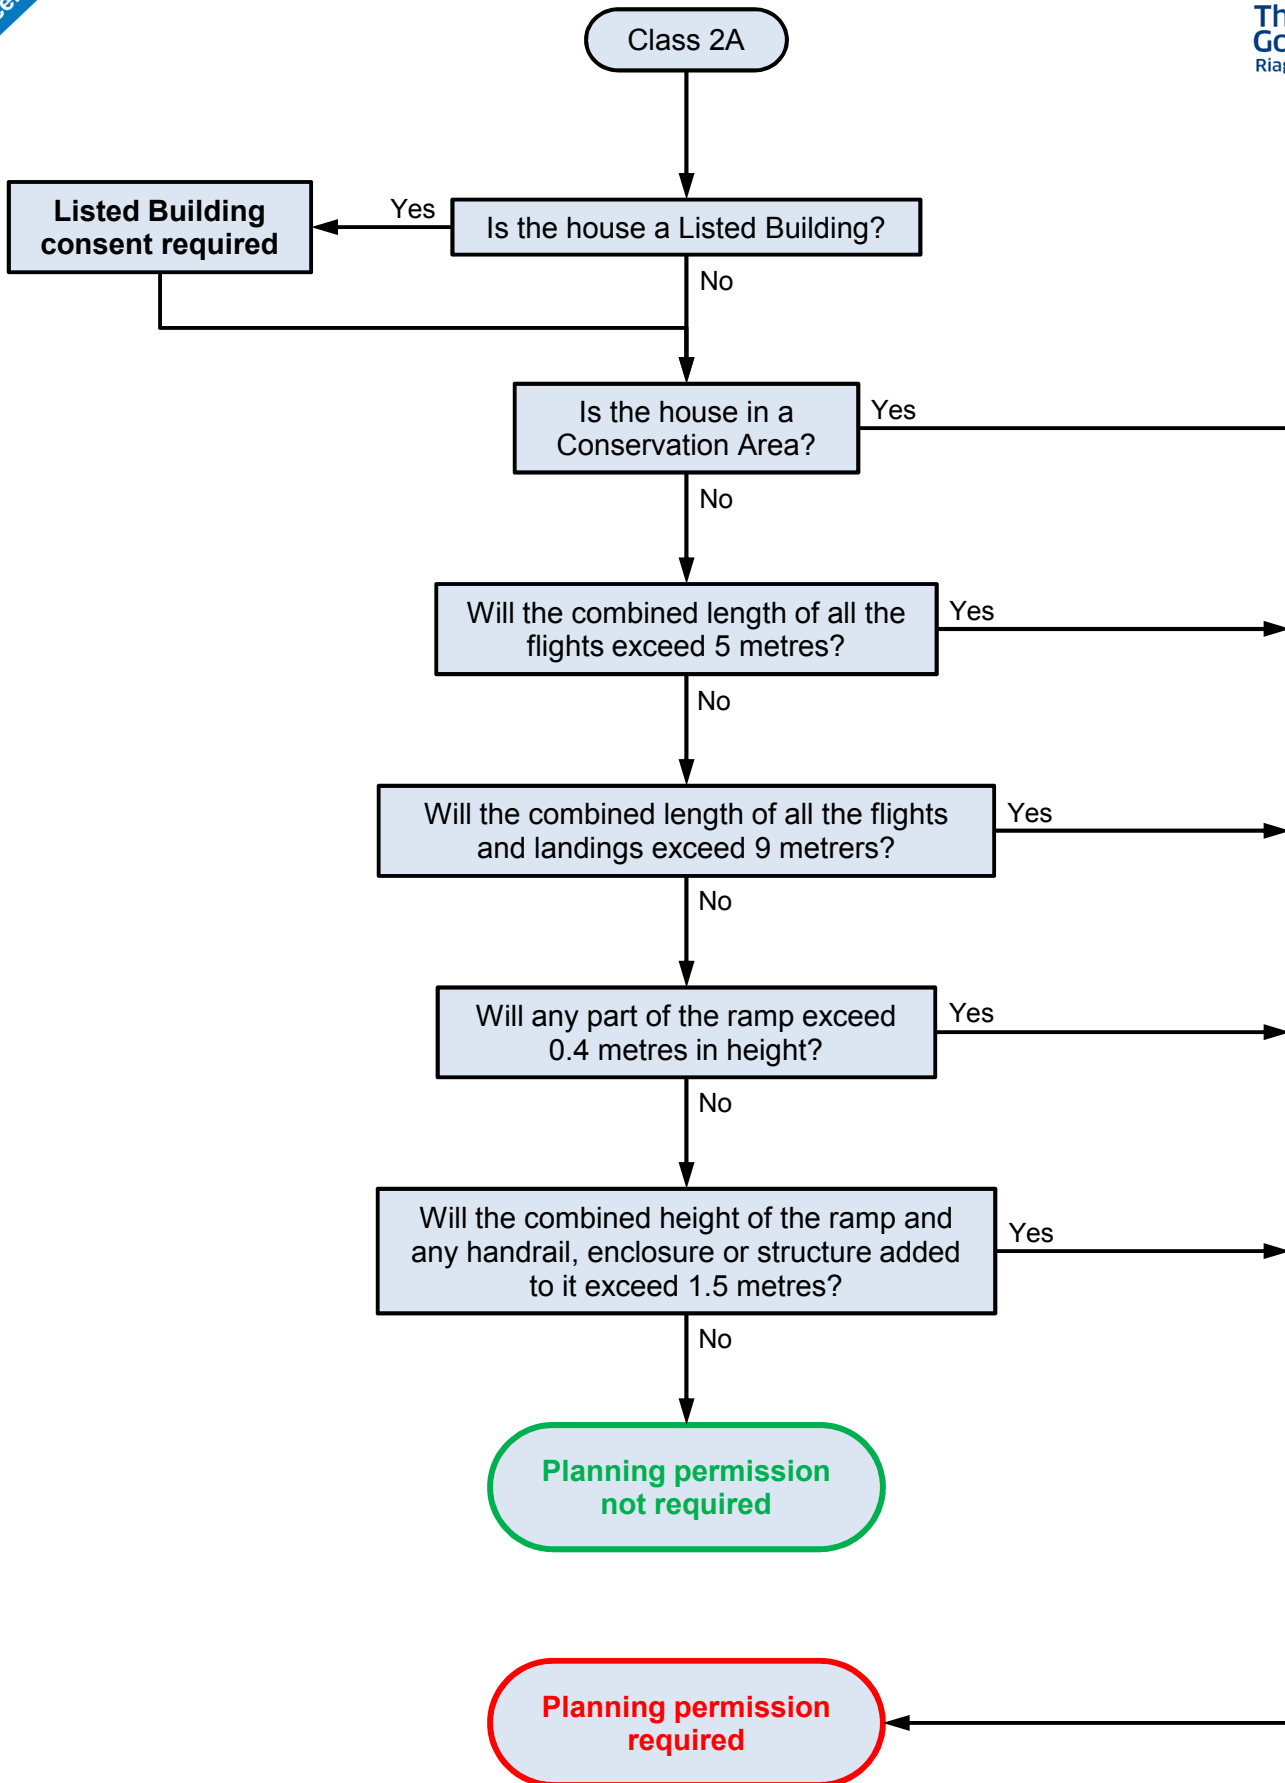 Class 2A
Listed Building
consent required
Yes
Is the house a Listed Building?
No
Is the house in a
Conservation Area?
Yes
No
Will the combined length of all the
flights exceed 5 metres?
Yes
No
Will the combined length of all the flights
and landings exceed 9 metrers?
Yes
No
Will any part of the ramp exceed
0.4 metres in height?
Yes
No
Will the combined height of the ramp and
any handrail, enclosure or structure added
to it exceed 1.5 metres?
Yes
No
Planning permission
not required
Planning permission
required